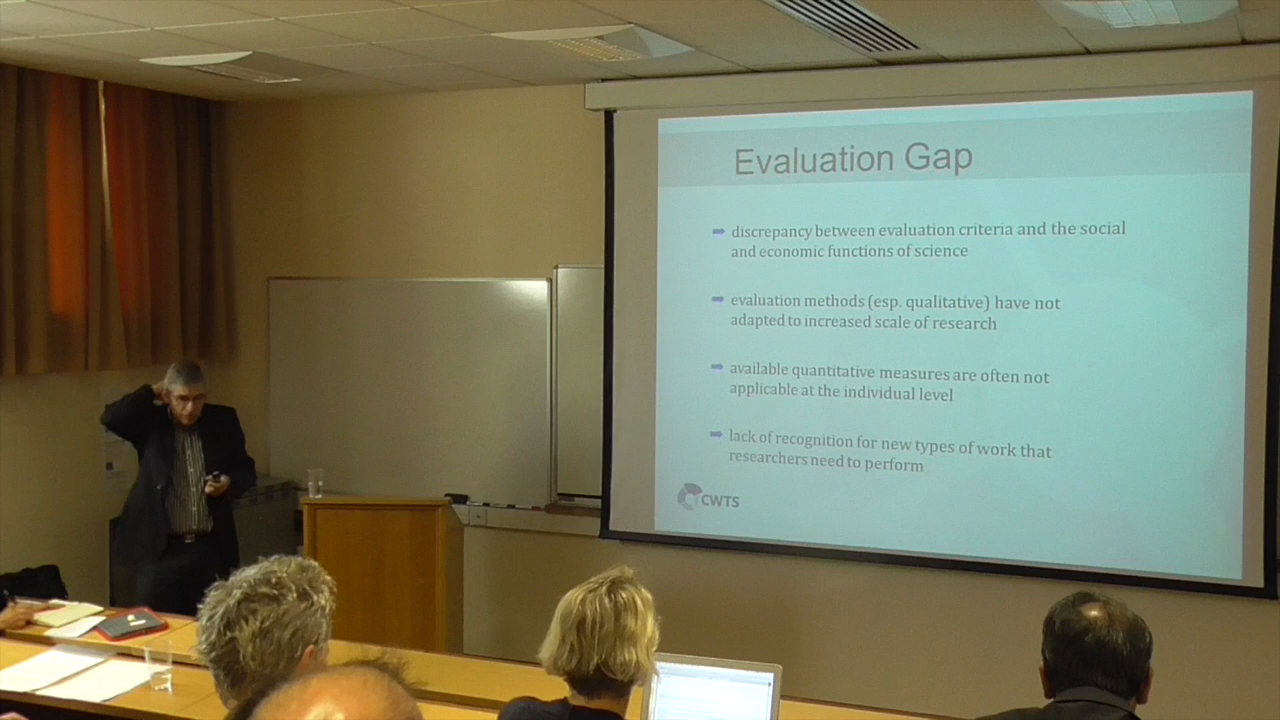 Evaluation Gap
discrepancy between evaluation criteria and the social
and economic functions of science
evaluation methods (esp. qualitative) have not
adapted to increased scale of research
available quantitative measures are often not
applicable at the individual level
lack of recognition for new types of work that
researchers need to perform
CWTS